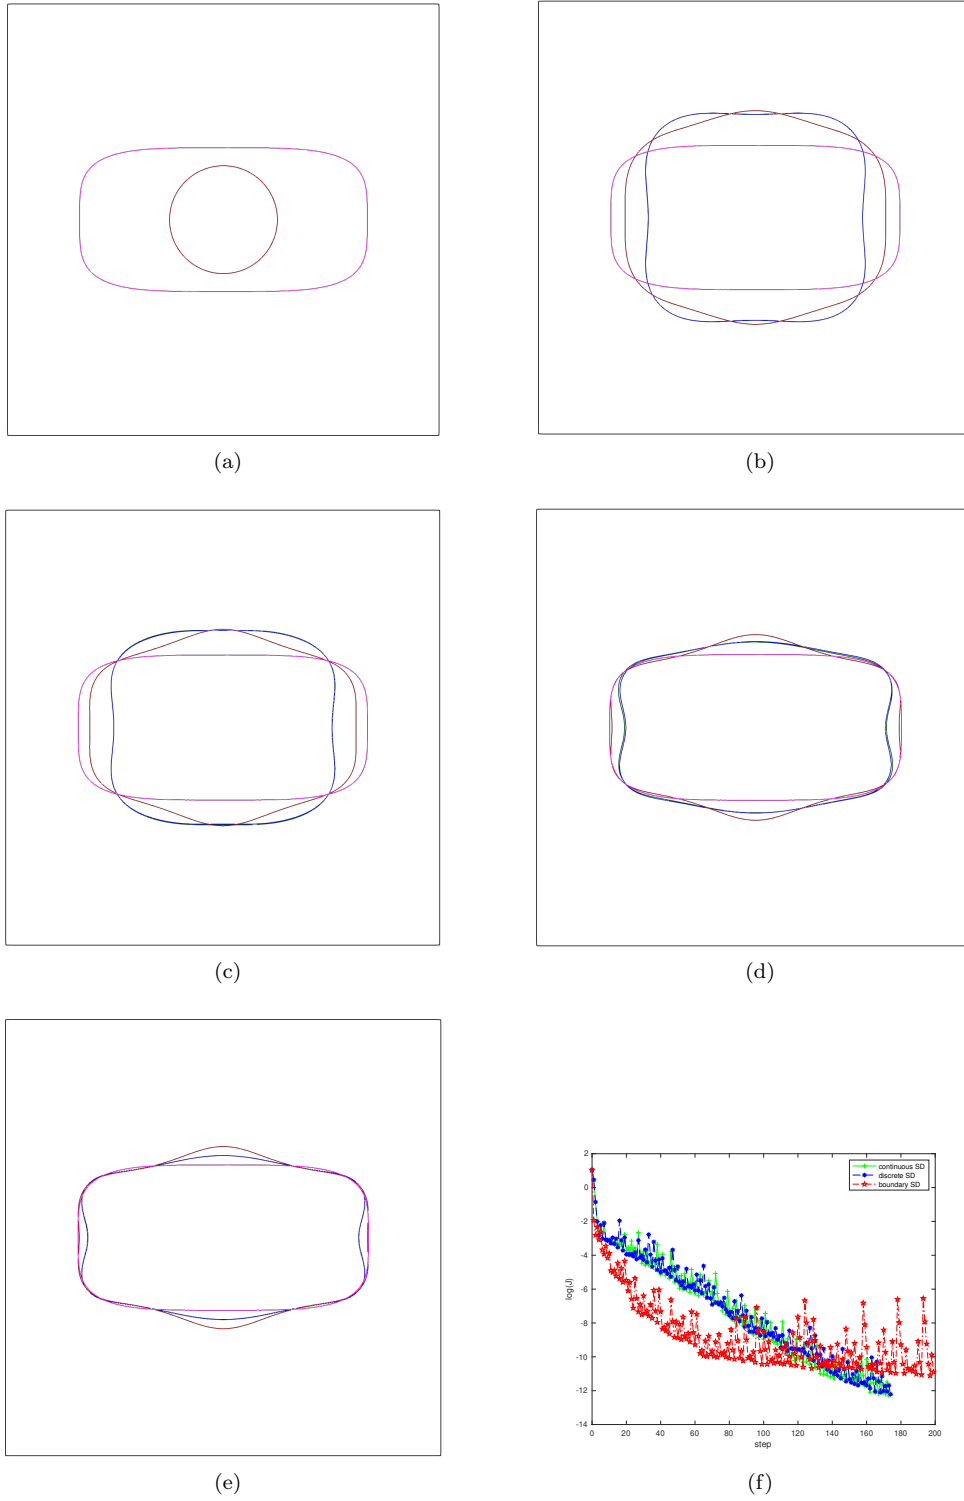 (a)
(b)
(c)
(d)
(e)
2
0
-2
-4
-6
-8
-10
-12
-14
log(J)
0 20 40 60 80 100 120 140 160 180 200
step
continuous SD
discrete SD
boundary SD
(f)